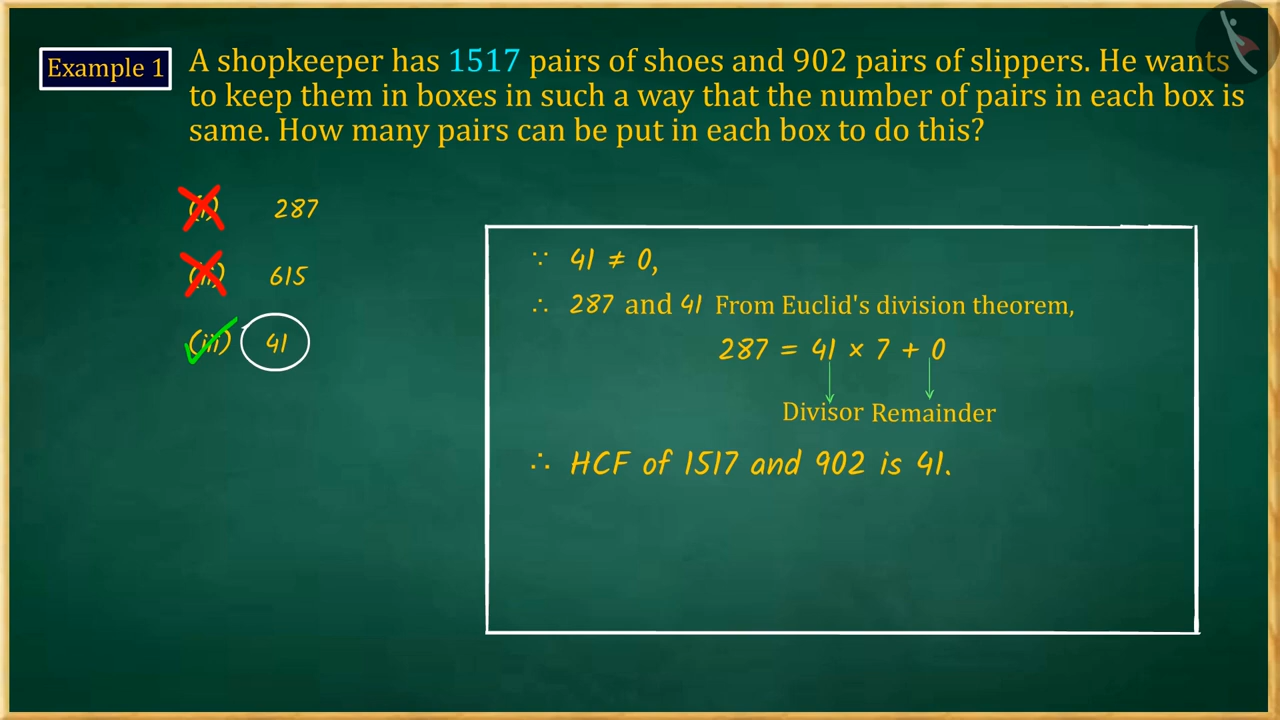 Example 1
A shopkeeper has 1517 pairs of shoes and 902 pairs of slippers. He wants
to keep them in boxes in such a way that the number of pairs in each box is
same. How many pairs can be put in each box to do this?
(i) 287
(ii) 615
(iii) 41
∵ 41 ≠ 0,
∴ 287 and 41 From Euclid's division theorem,
287 = 41 × 7 + 0
Divisor Remainder
∴ HCF of 1517 and 902 is 41.